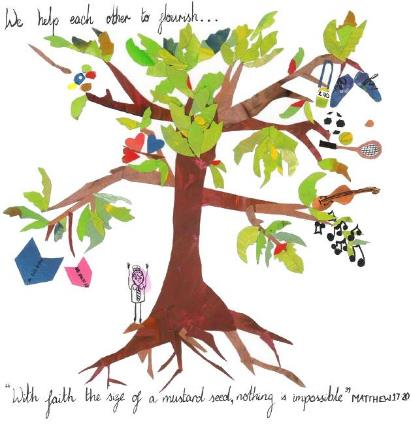 We help each other to flourish...
"With faith the size of a mustard seed, nothing is impossible" MATTHEW 17 20